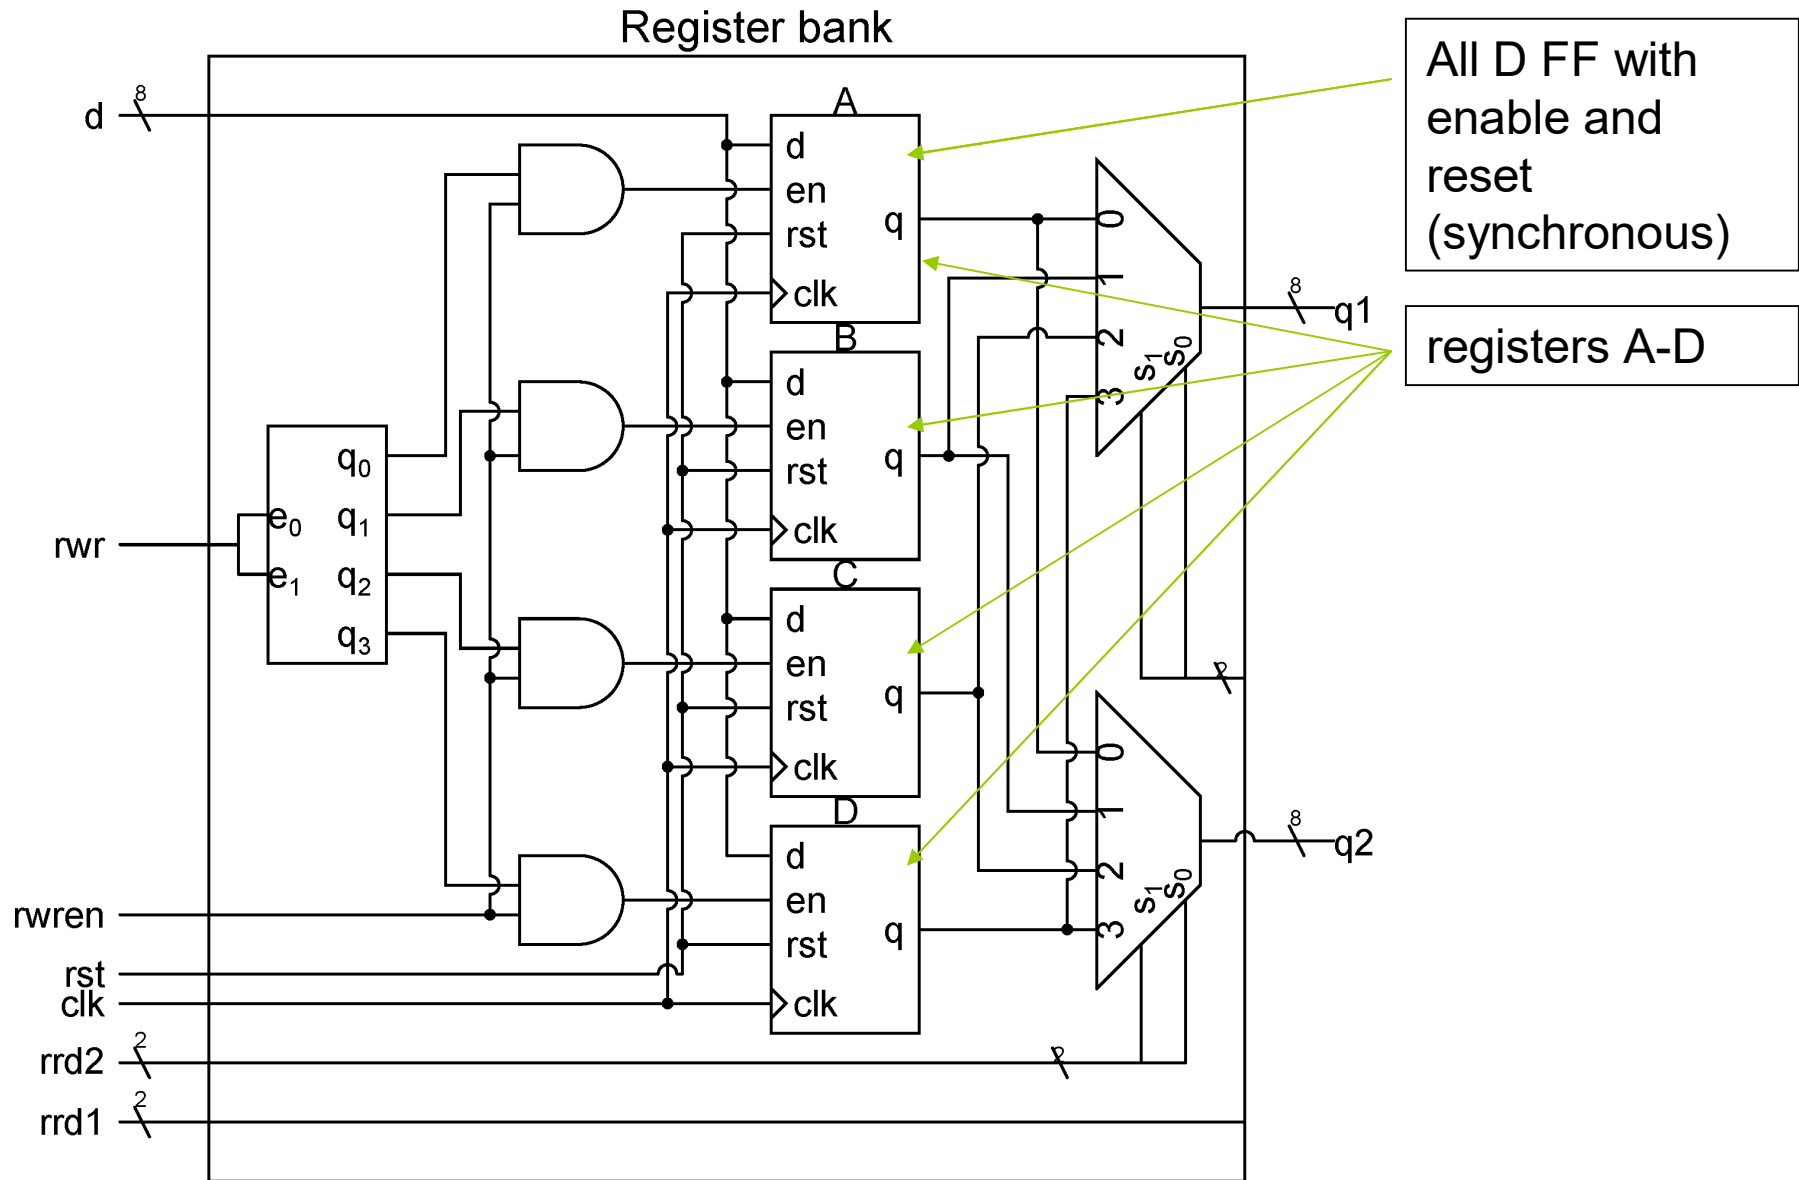 Register bank
All D FF with
enable and
reset
(synchronous)
registers A-D
d
8
A
d
en
rst
clk
q
B
d
en
rst
clk
q
C
d
en
rst
clk
q
D
d
en
rst
clk
q
0
1
2
3
s1
s0
8
q1
2
0
1
2
3
s1
s0
8
q2
q0
q1
q2
q3
e0
e1
rwr
rwren
rst
clk
rrd2
2
2
rrd1
2